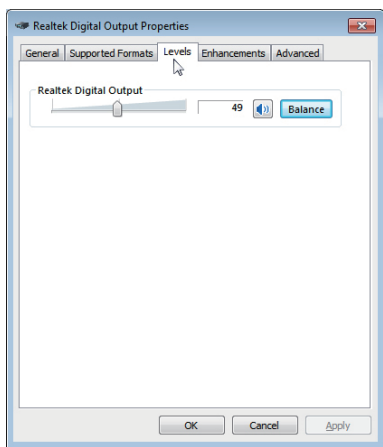 Realtek Digital Output Properties
General Supported Formats Levels Enhancements Advanced
Realtek Digital Output
49 Balance
OK Cancel Apply